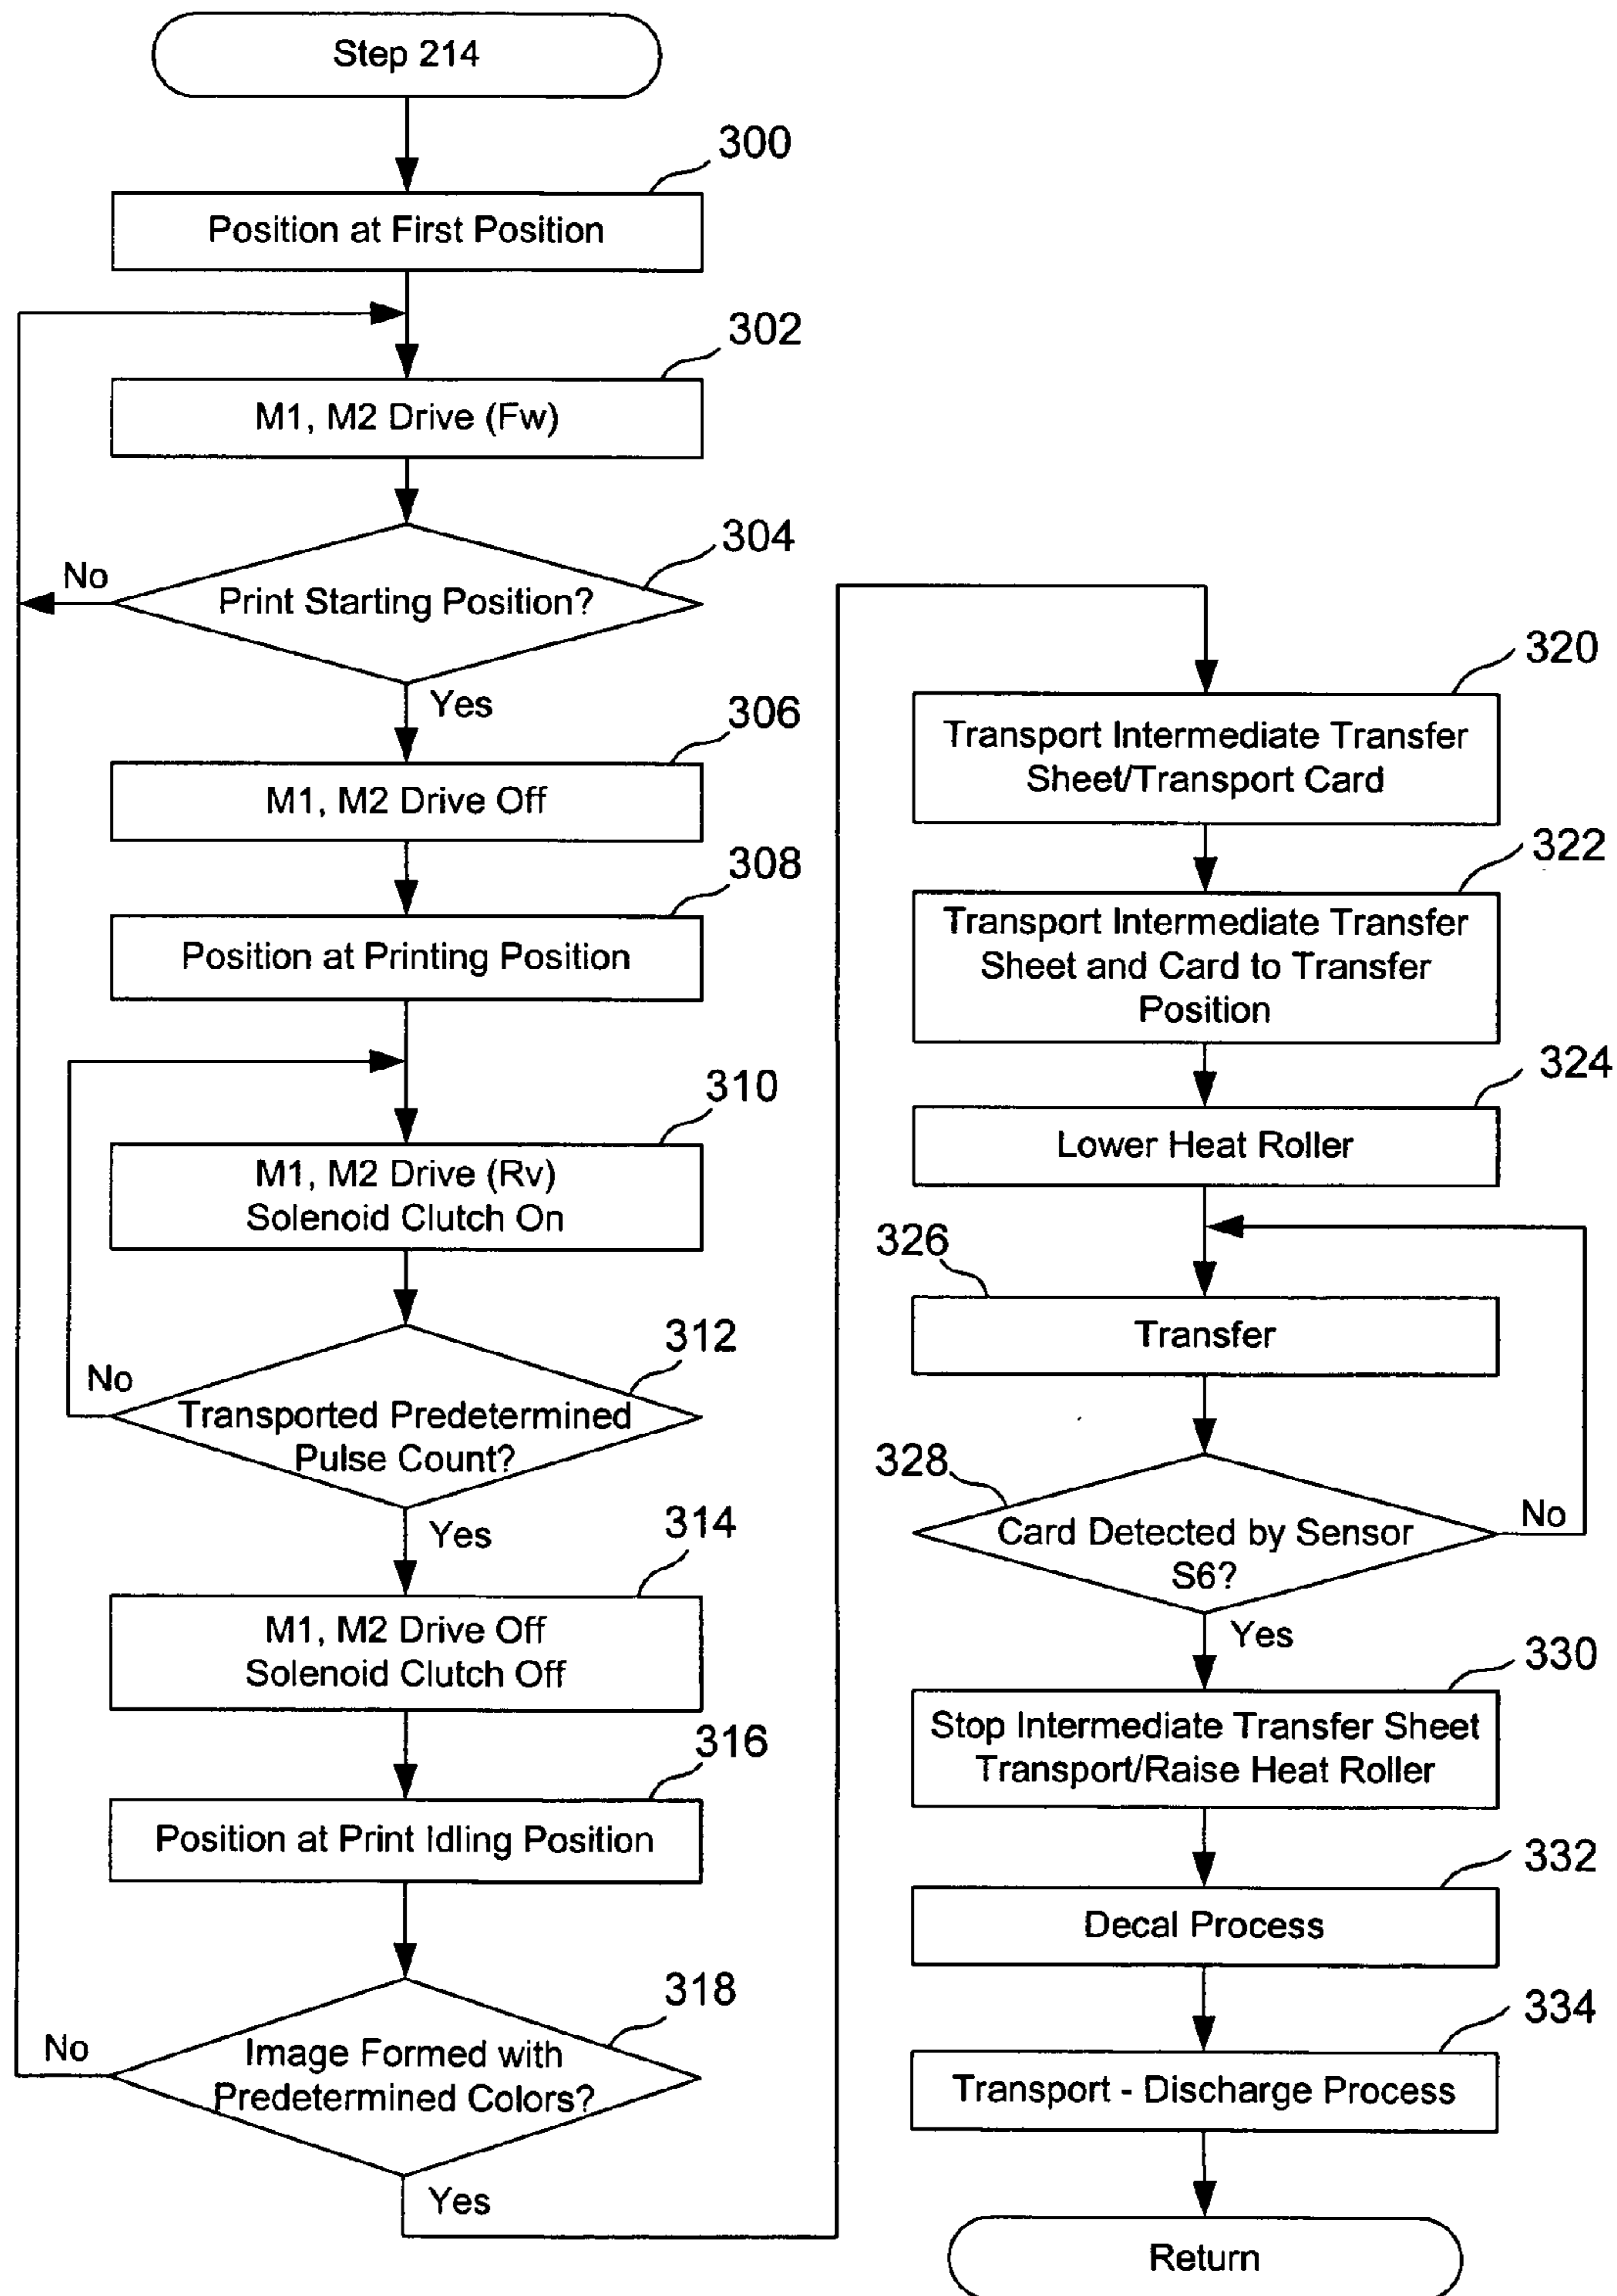 Step 214
300
Position at First Position
302
M1, M2 Drive (Fw)
304
No
Print Starting Position?
Yes
306
M1, M2 Drive Off
308
Position at Printing Position
310
M1, M2 Drive (Rv)
Solenoid Clutch On
312
No
Transported Predetermined
Pulse Count?
Yes
314
M1, M2 Drive Off
Solenoid Clutch Off
316
Position at Print Idling Position
318
No
Image Formed with
Predetermined Colors?
Yes
320
Transport Intermediate Transfer
Sheet/Transport Card
322
Transport Intermediate Transfer
Sheet and Card to Transfer
Position
324
Lower Heat Roller
326
Transfer
328
No
Card Detected by Sensor
S6?
Yes
330
Stop Intermediate Transfer Sheet
Transport/Raise Heat Roller
332
Decal Process
334
Transport - Discharge Process
Return